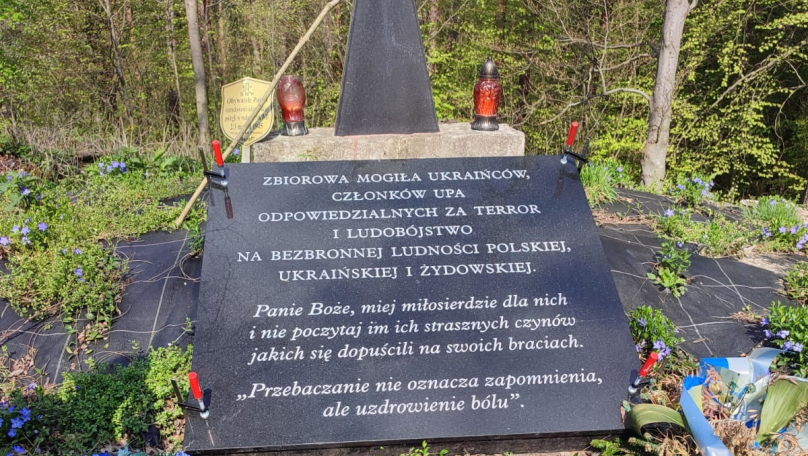 Obywatele
ZBIOROWA MOGIŁA UKRAIŃCÓW,
CZŁONKÓW UPA
ODPOWIEDZIALNYCH ZA TERROR
I LUDOBÓJSTWO
NA BEZBRONNEJ LUDNOŚCI POLSKIEJ,
UKRAIŃSKIEJ I ŻYDOWSKIEJ.
Panie Boże, miej miłosierdzie dla nich
i nie poczytaj im ich strasznych czynów
jakich się dopuścili na swoich braciach.
„Przebaczanie nie oznacza zapomnienia,
ale uzdrowienie bólu”.